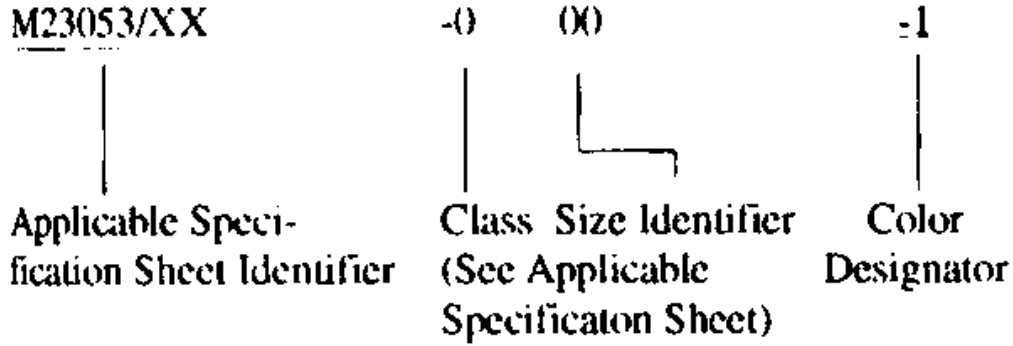 M23053/XX -0 00 -1
Applicable Speci- Class Size Identifier Color
fication Sheet Identifier (See Applicable Designator
Specificaton Sheet)